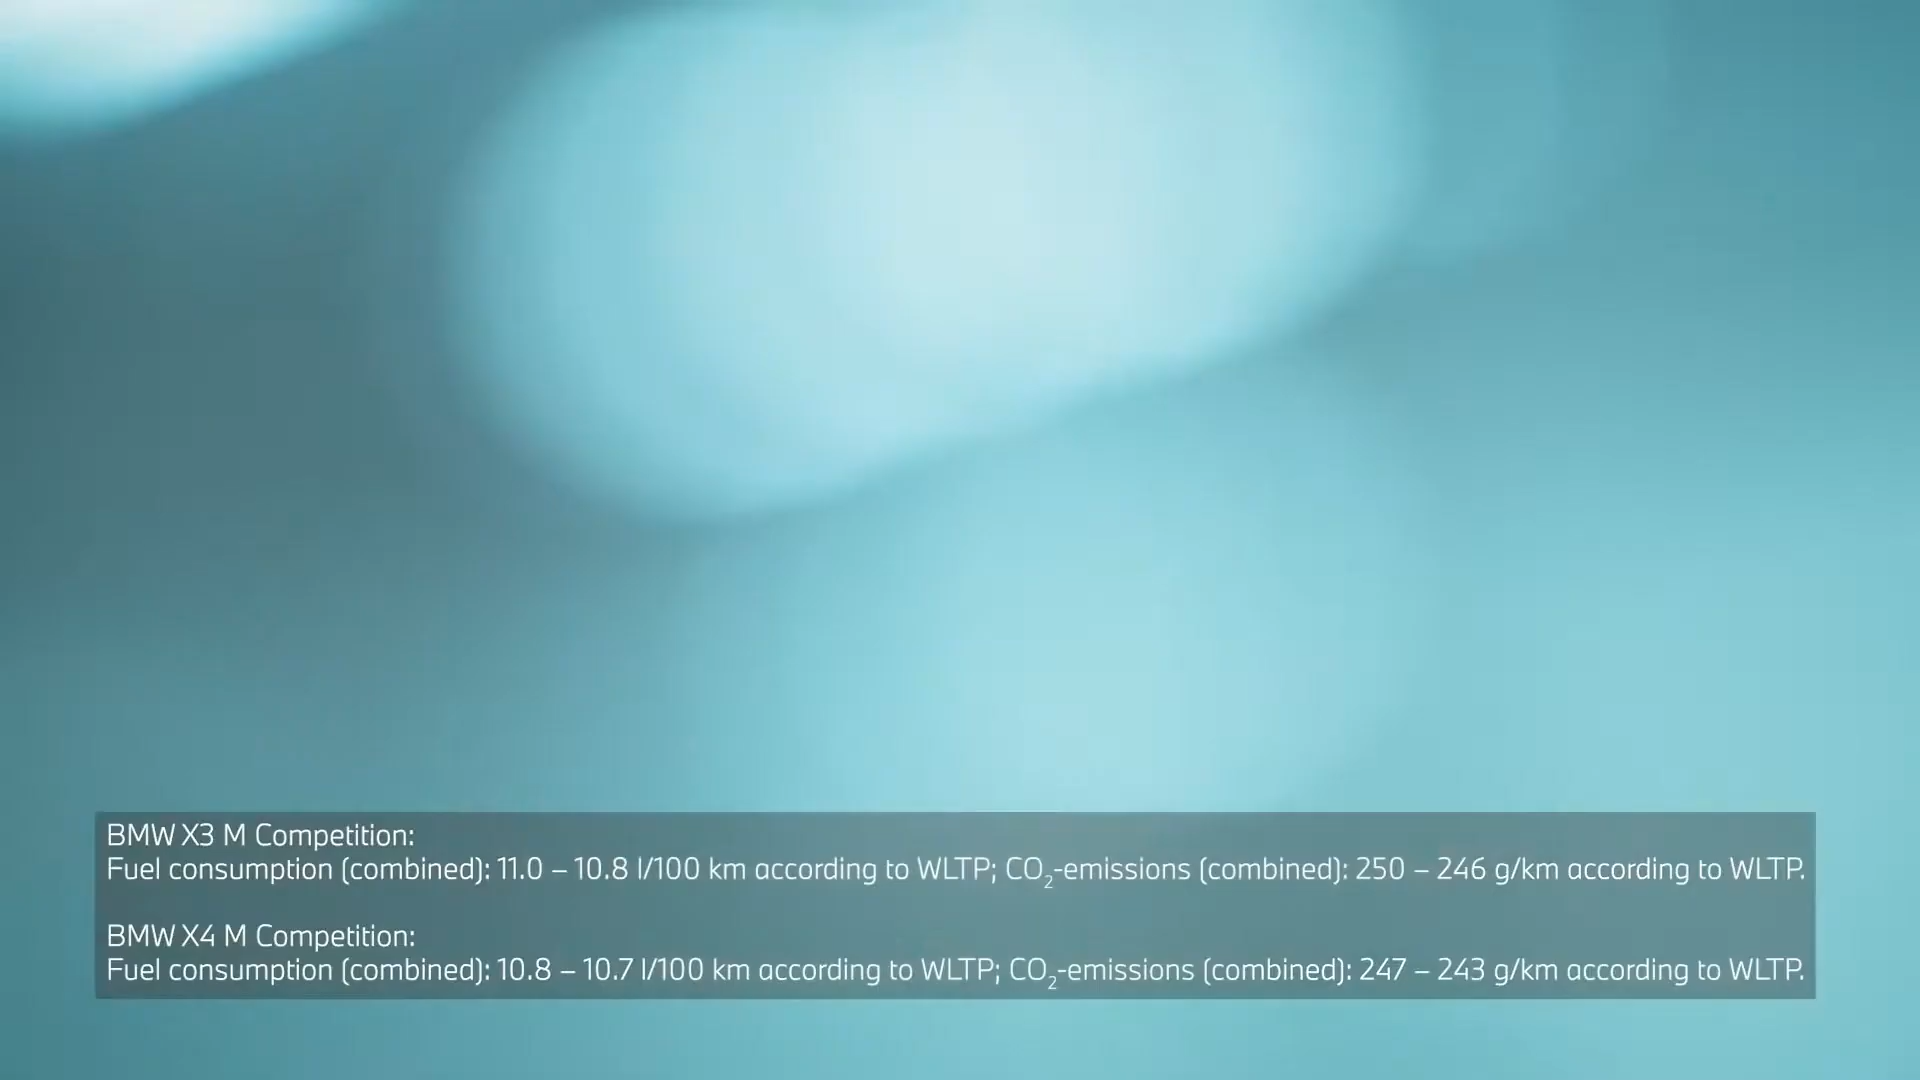 BMW X3 M Competition:
Fuel consumption (combined): 11.0 – 10.8 l/100 km according to WLTP; CO₂-emissions (combined): 250 – 246 g/km according to WLTP.
BMW X4 M Competition:
Fuel consumption (combined): 10.8 – 10.7 l/100 km according to WLTP; CO₂-emissions (combined): 247 – 243 g/km according to WLTP.